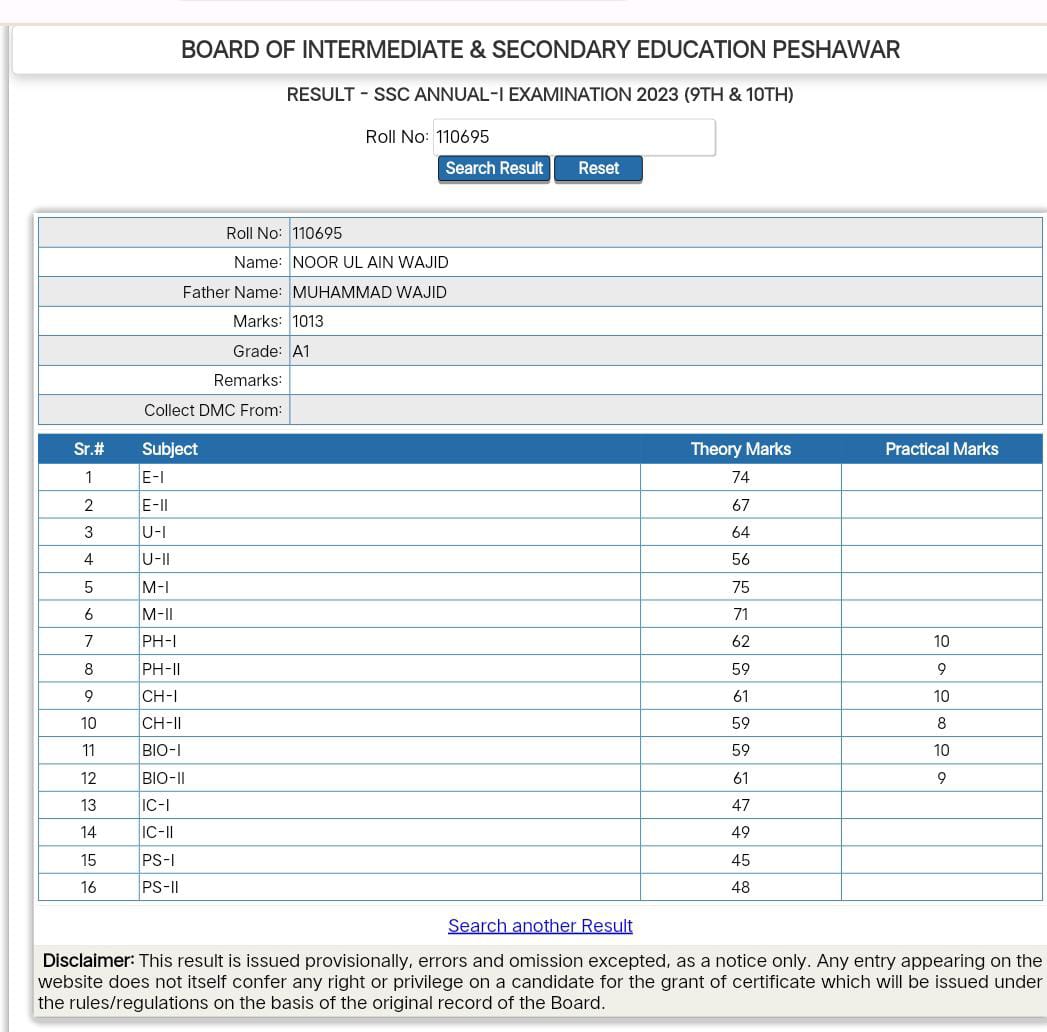 BOARD OF INTERMEDIATE & SECONDARY EDUCATION PESHAWAR
RESULT - SSC ANNUAL-I EXAMINATION 2023 (9TH & 10TH)
Roll No: 110695
Search Result Reset
Roll No: 110695
Name: NOOR UL AIN WAJID
Father Name: MUHAMMAD WAJID
Marks: 1013
Grade: A1
Remarks:
Collect DMC From:
Sr.# Subject Theory Marks Practical Marks
1 E-I 74
2 E-II 67
3 U-I 64
4 U-II 56
5 M-I 75
6 M-II 71
7 PH-I 62 10
8 PH-II 59 9
9 CH-I 61 10
10 CH-II 59 8
11 BIO-I 59 10
12 BIO-II 61 9
13 IC-I 47
14 IC-II 49
15 PS-I 45
16 PS-II 48
Search another Result
Disclaimer: This result is issued provisionally, errors and omission excepted, as a notice only. Any entry appearing on the
website does not itself confer any right or privilege on a candidate for the grant of certificate which will be issued under
the rules/regulations on the basis of the original record of the Board.